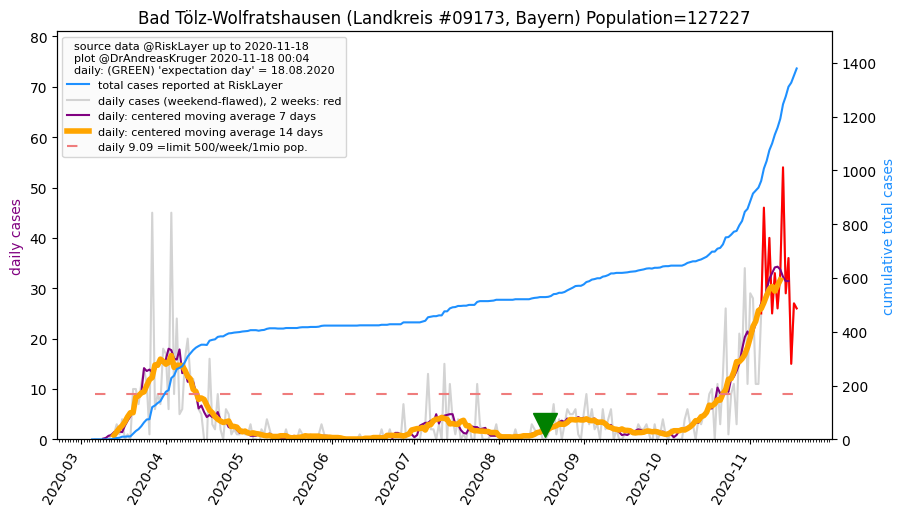 Bad Tölz-Wolfratshausen (Landkreis #09173, Bayern) Population=127227
source data @RiskLayer up to 2020-11-18
plot @DrAndreasKruger 2020-11-18 00:04
daily: (GREEN) 'expectation day' = 18.08.2020
total cases reported at RiskLayer
daily cases (weekend-flawed), 2 weeks: red
daily: centered moving average 7 days
daily: centered moving average 14 days
daily 9.09 =limit 500/week/1mio pop.
daily cases
80
70
60
50
40
30
20
10
0
cumulative total cases
1400
1200
1000
800
600
400
200
0
2020-03
2020-04
2020-05
2020-06
2020-07
2020-08
2020-09
2020-10
2020-11